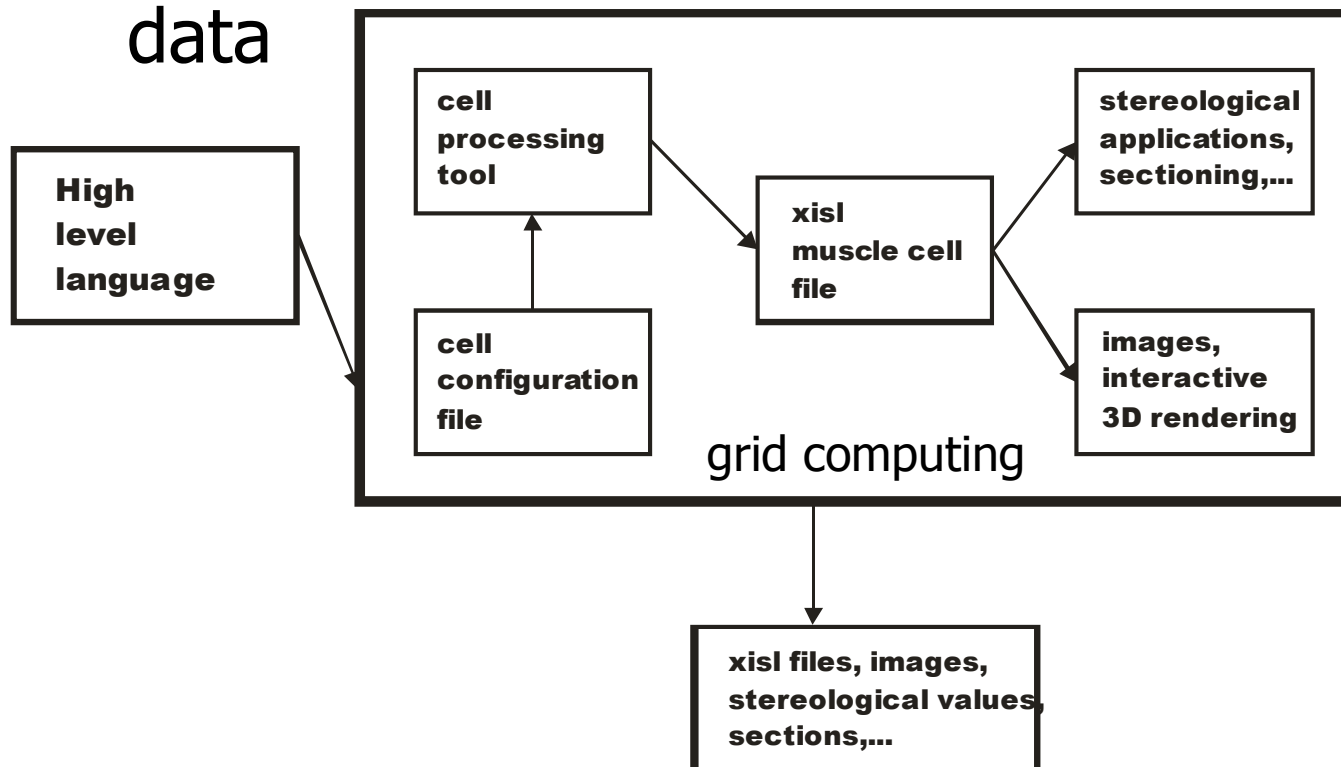 data
High
level
language
cell
processing
tool
cell
configuration
file
xisl
muscle cell
file
stereological
applications,
sectioning,...
images,
interactive
3D rendering
grid computing
xisl files, images,
stereological values,
sections,...